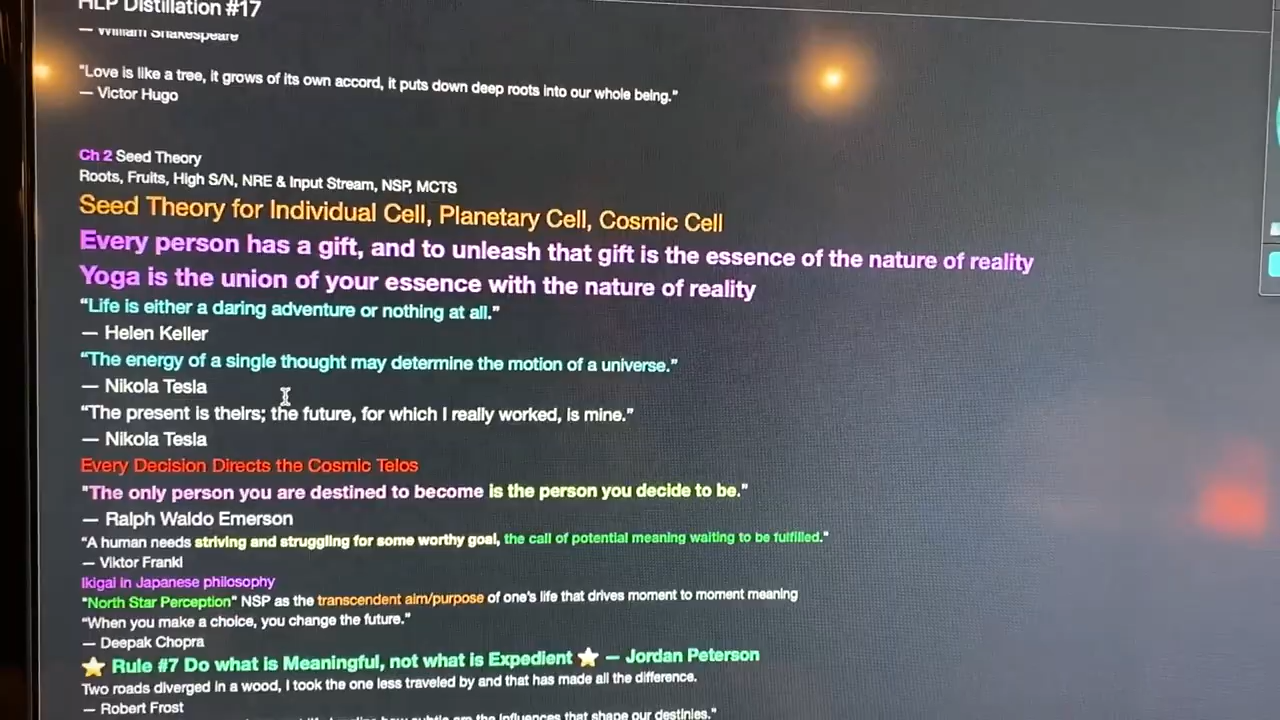 HLP Distillation #17
— William Shakespeare
"Love is like a tree, it grows of its own accord, it puts down deep roots into our whole being."
— Victor Hugo
Ch 2 Seed Theory
Roots, Fruits, High S/N, NRE & Input Stream, NSP, MCTS
Seed Theory for Individual Cell, Planetary Cell, Cosmic Cell
Every person has a gift, and to unleash that gift is the essence of the nature of reality
Yoga is the union of your essence with the nature of reality
"Life is either a daring adventure or nothing at all."
— Helen Keller
"The energy of a single thought may determine the motion of a universe."
— Nikola Tesla
"The present is theirs; the future, for which I really worked, is mine."
— Nikola Tesla
Every Decision Directs the Cosmic Telos
"The only person you are destined to become is the person you decide to be."
— Ralph Waldo Emerson
"A human needs striving and struggling for some worthy goal, the call of potential meaning waiting to be fulfilled."
— Viktor Frankl
Ikigai in Japanese philosophy
"North Star Perception" NSP as the transcendent aim/purpose of one's life that drives moment to moment meaning
"When you make a choice, you change the future."
— Deepak Chopra
⭐ Rule #7 Do what is Meaningful, not what is Expedient ⭐ — Jordan Peterson
Two roads diverged in a wood, I took the one less traveled by and that has made all the difference.
— Robert Frost
how subtle are the influences that shape our destinies."